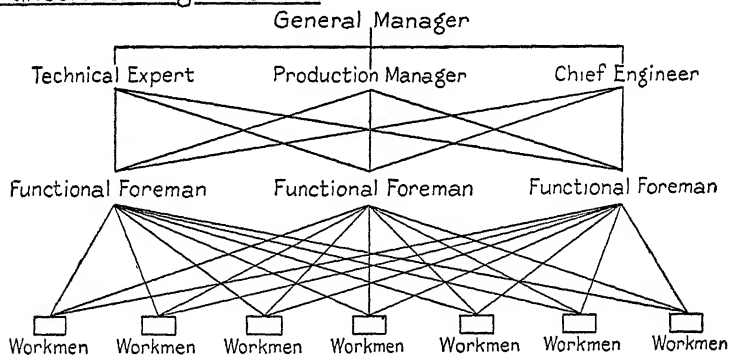 General Manager
Technical Expert Production Manager Chief Engineer
Functional Foreman Functional Foreman Functional Foreman
Workmen Workmen Workmen Workmen Workmen Workmen Workmen